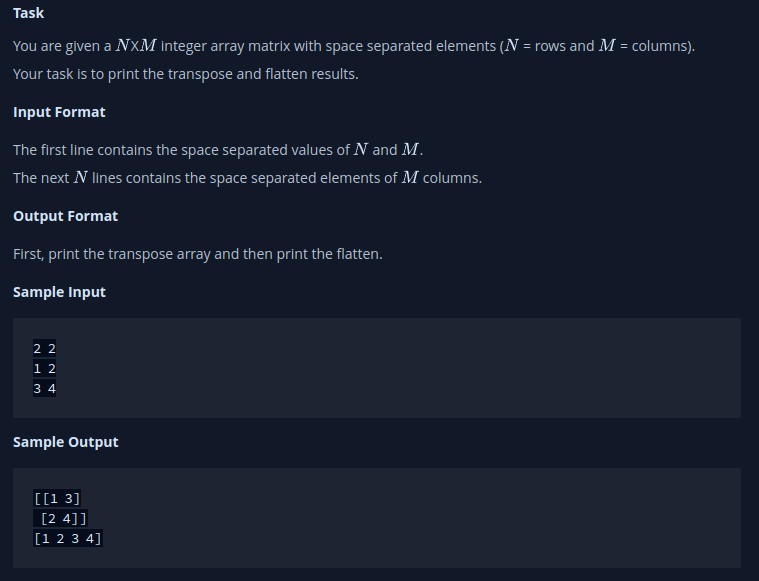 Task
You are given a NXM integer array matrix with space separated elements (N = rows and M = columns).
Your task is to print the transpose and flatten results.
Input Format
The first line contains the space separated values of N and M.
The next N lines contains the space separated elements of M columns.
Output Format
First, print the transpose array and then print the flatten.
Sample Input
2 2
1 2
3 4
Sample Output
[[1 3]
 [2 4]]
[1 2 3 4]